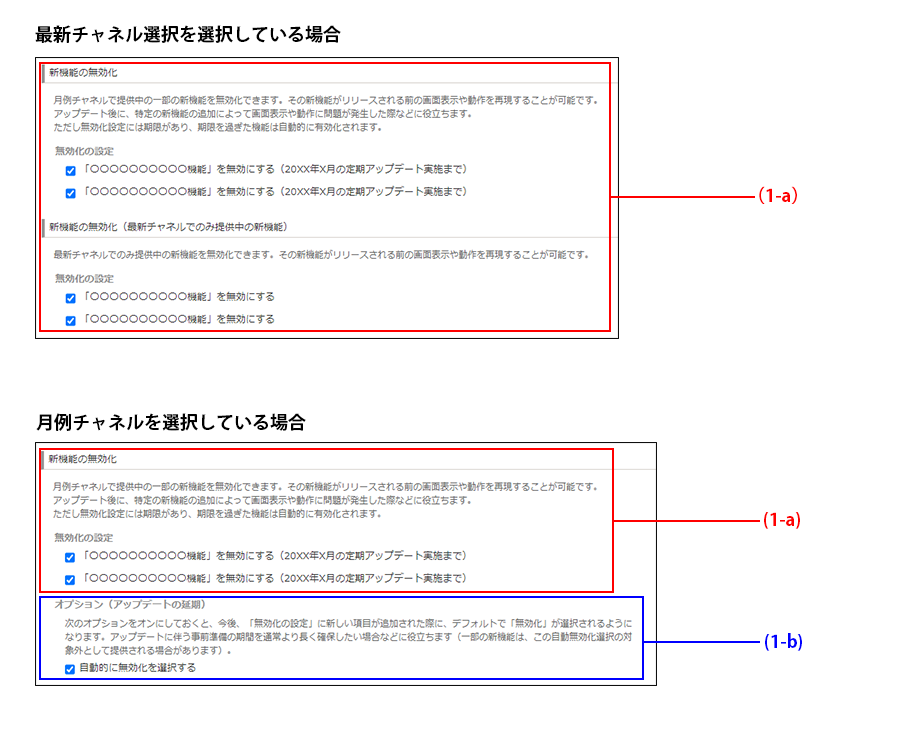 最新チャネル選択を選択している場合
新機能の無効化
月例チャネルで提供中の一部の新機能を無効化できます。その新機能がリリースされる前の画面表示や動作を再現することが可能です。
アップデート後に、特定の新機能の追加によって画面表示や動作に問題が発生した際などに役立ちます。
ただし無効化設定には期限があり、期限を過ぎた機能は自動的に有効化されます。
無効化の設定
「〇〇〇〇〇〇〇〇〇〇機能」を無効にする（20XX年X月の定期アップデート実施まで）
「〇〇〇〇〇〇〇〇〇〇機能」を無効にする（20XX年X月の定期アップデート実施まで）
(1-a)
新機能の無効化（最新チャネルでのみ提供中の新機能）
最新チャネルでのみ提供中の新機能を無効化できます。その新機能がリリースされる前の画面表示や動作を再現することが可能です。
無効化の設定
「〇〇〇〇〇〇〇〇〇〇機能」を無効にする
「〇〇〇〇〇〇〇〇〇〇機能」を無効にする
月例チャネルを選択している場合
新機能の無効化
月例チャネルで提供中の一部の新機能を無効化できます。その新機能がリリースされる前の画面表示や動作を再現することが可能です。
アップデート後に、特定の新機能の追加によって画面表示や動作に問題が発生した際などに役立ちます。
ただし無効化設定には期限があり、期限を過ぎた機能は自動的に有効化されます。
(1-a)
無効化の設定
「〇〇〇〇〇〇〇〇〇〇機能」を無効にする（20XX年X月の定期アップデート実施まで）
「〇〇〇〇〇〇〇〇〇〇機能」を無効にする（20XX年X月の定期アップデート実施まで）
オプション（アップデートの延期）
次のオプションをオンにしておくと、今後、「無効化の設定」に新しい項目が追加された際に、デフォルトで「無効化」が選択されるように
なります。アップデートに伴う事前準備の期間を通常より長く確保したい場合などに役立ちます（一部の新機能は、この自動無効化選択の対
象外として提供される場合があります）。
(1-b)
自動的に無効化を選択する